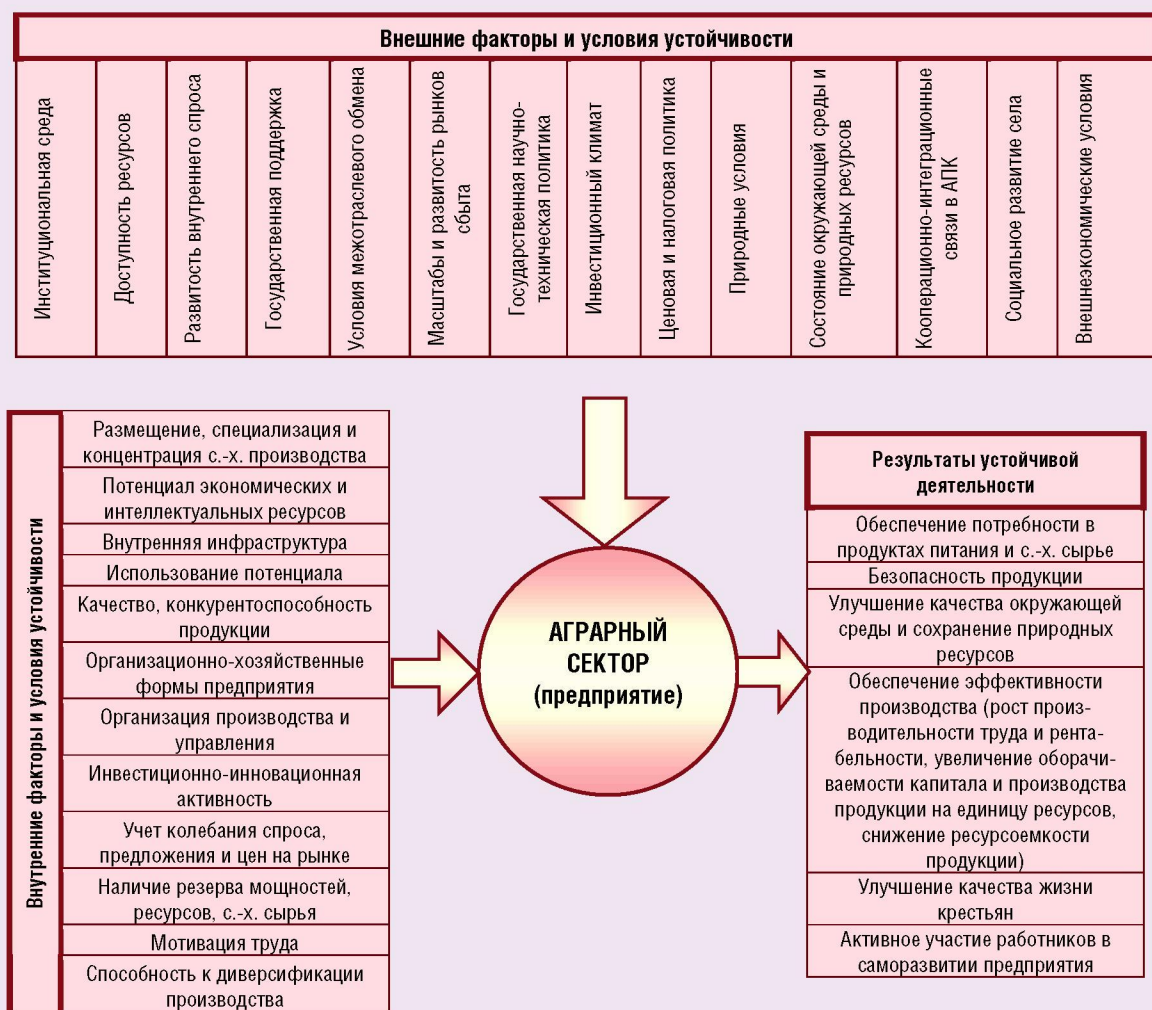 Внешние факторы и условия устойчивости
Институциональная среда
Доступность ресурсов
Развитость внутреннего спроса
Государственная поддержка
Условия межотраслевого обмена
Масштабы и развитость рынков
сбыта
Государственная научно-
техническая политика
Инвестиционный климат
Ценовая и налоговая политика
Природные условия
Состояние окружающей среды и
природных ресурсов
Кооперационно-интеграционные
связи в АПК
Социальное развитие села
Внешнеэкономические условия
Внутренние факторы и условия устойчивости
Размещение, специализация и
концентрация с.-х. производства
Потенциал экономических и
интеллектуальных ресурсов
Внутренняя инфраструктура
Использование потенциала
Качество, конкурентоспособность
продукции
Организационно-хозяйственные
формы предприятия
Организация производства и
управления
Инвестиционно-инновационная
активность
Учет колебания спроса,
предложения и цен на рынке
Наличие резерва мощностей,
ресурсов, с.-х. сырья
Мотивация труда
Способность к диверсификации
производства
АГРАРНЫЙ
СЕКТОР
(предприятие)
Результаты устойчивой
деятельности
Обеспечение потребности в
продуктах питания и с.-х. сырье
Безопасность продукции
Улучшение качества окружающей
среды и сохранение природных
ресурсов
Обеспечение эффективности
производства (рост произ-
водительности труда и рента-
бельности, увеличение оборачи-
ваемости капитала и производства
продукции на единицу ресурсов,
снижение ресурсоемкости
продукции)
Улучшение качества жизни
крестьян
Активное участие работников в
саморазвитии предприятия